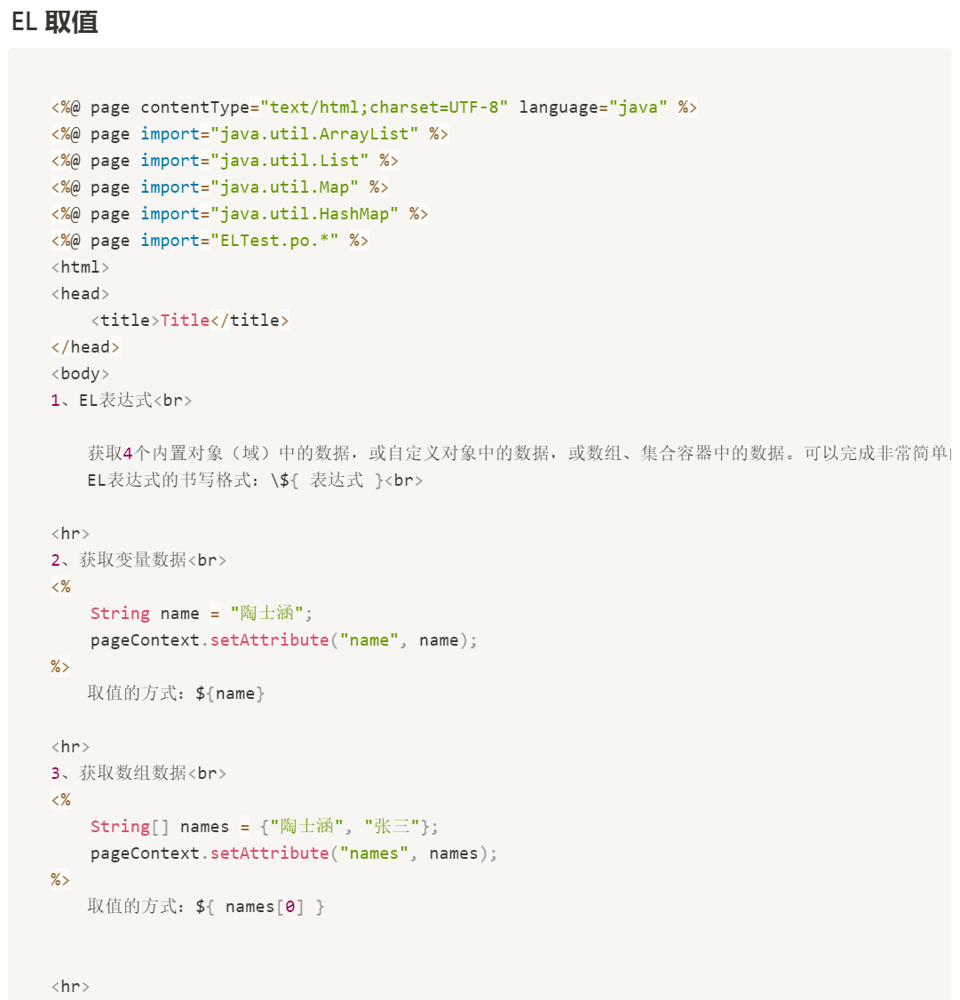 EL 取值
<%@ page contentType="text/html;charset=UTF-8" language="java" %>
<%@ page import="java.util.ArrayList" %>
<%@ page import="java.util.List" %>
<%@ page import="java.util.Map" %>
<%@ page import="java.util.HashMap" %>
<%@ page import="ELTest.po.*" %>
<html>
<head>
    <title>Title</title>
</head>
<body>
1、EL表达式<br>
    获取4个内置对象（域）中的数据，或自定义对象中的数据，或数组、集合容器中的数据。可以完成非常简单
    EL表达式的书写格式：\${ 表达式 }<br>
<hr>
2、获取变量数据<br>
<%
    String name = "陶士涵";
    pageContext.setAttribute("name", name);
%>
    取值的方式：${name}
<hr>
3、获取数组数据<br>
<%
    String[] names = {"陶士涵", "张三"};
    pageContext.setAttribute("names", names);
%>
    取值的方式：${ names[0] }
<hr>